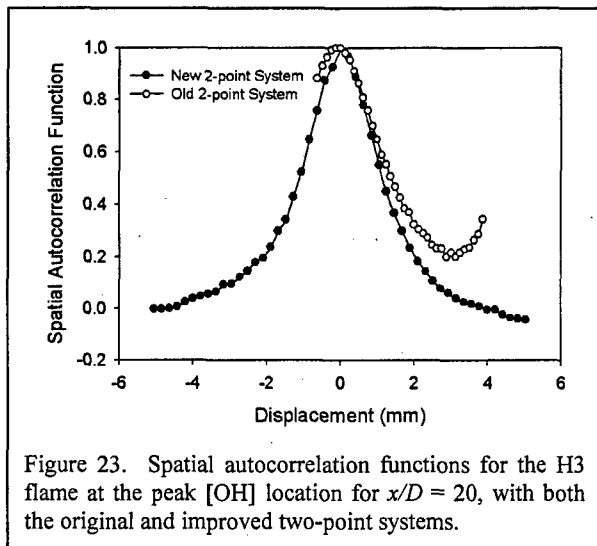 1.0
New 2-point System
Old 2-point System
0.8
0.6
0.4
0.2
0.0
-0.2
Spatial Autocorrelation Function
-6
-4
-2
0
2
4
6
Displacement (mm)
Figure 23. Spatial autocorrelation functions for the H3
flame at the peak [OH] location for x/D = 20, with both
the original and improved two-point systems.